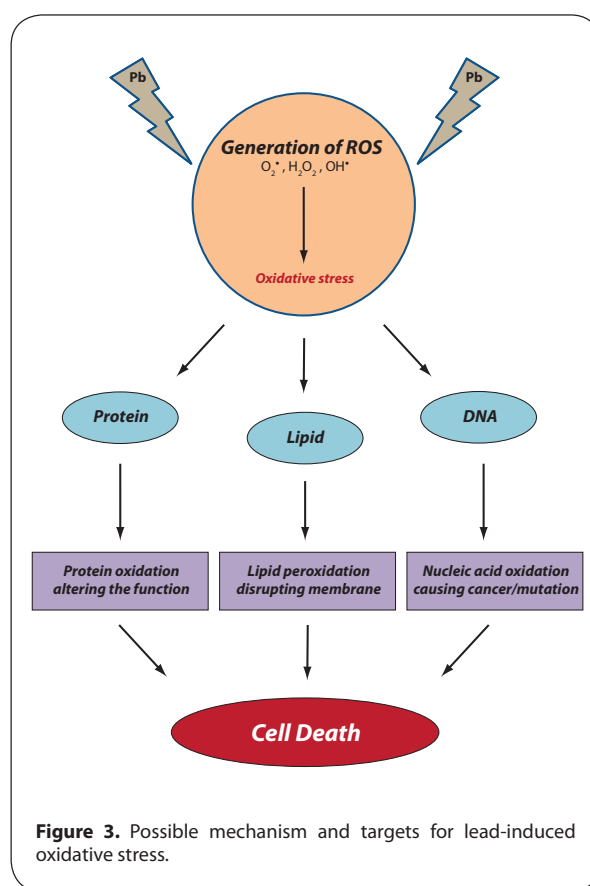 Pb
Pb
Generation of ROS
O₂•, H₂O₂, OH•
Oxidative stress
Protein
Lipid
DNA
Protein oxidation
altering the function
Lipid peroxidation
disrupting membrane
Nucleic acid oxidation
causing cancer/mutation
Cell Death
Figure 3. Possible mechanism and targets for lead-induced
oxidative stress.